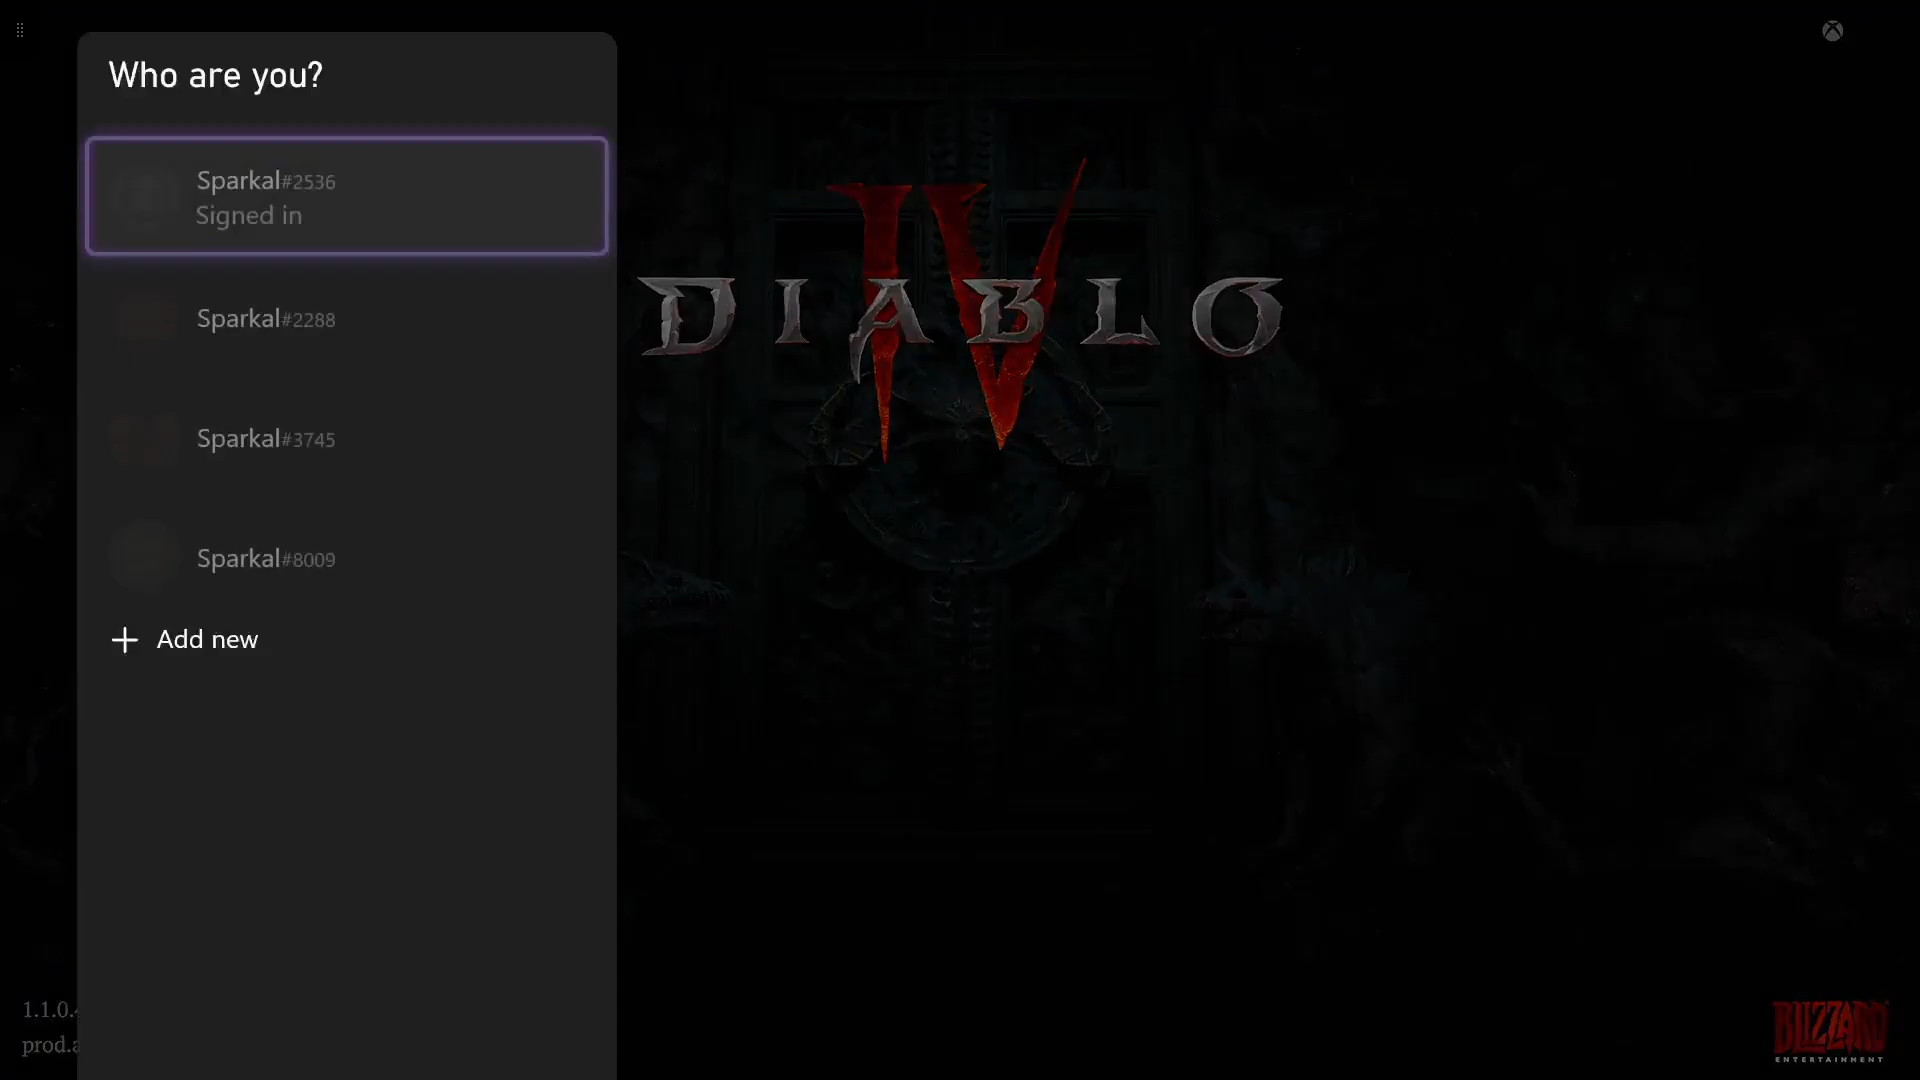 Who are you?
Sparkal#2536
Signed in
Sparkal#2288
Sparkal#3745
Sparkal#8009
Add new
DIABLO
IV
1.1.0.
prod.a
BLIZZARD
ENTERTAINMENT